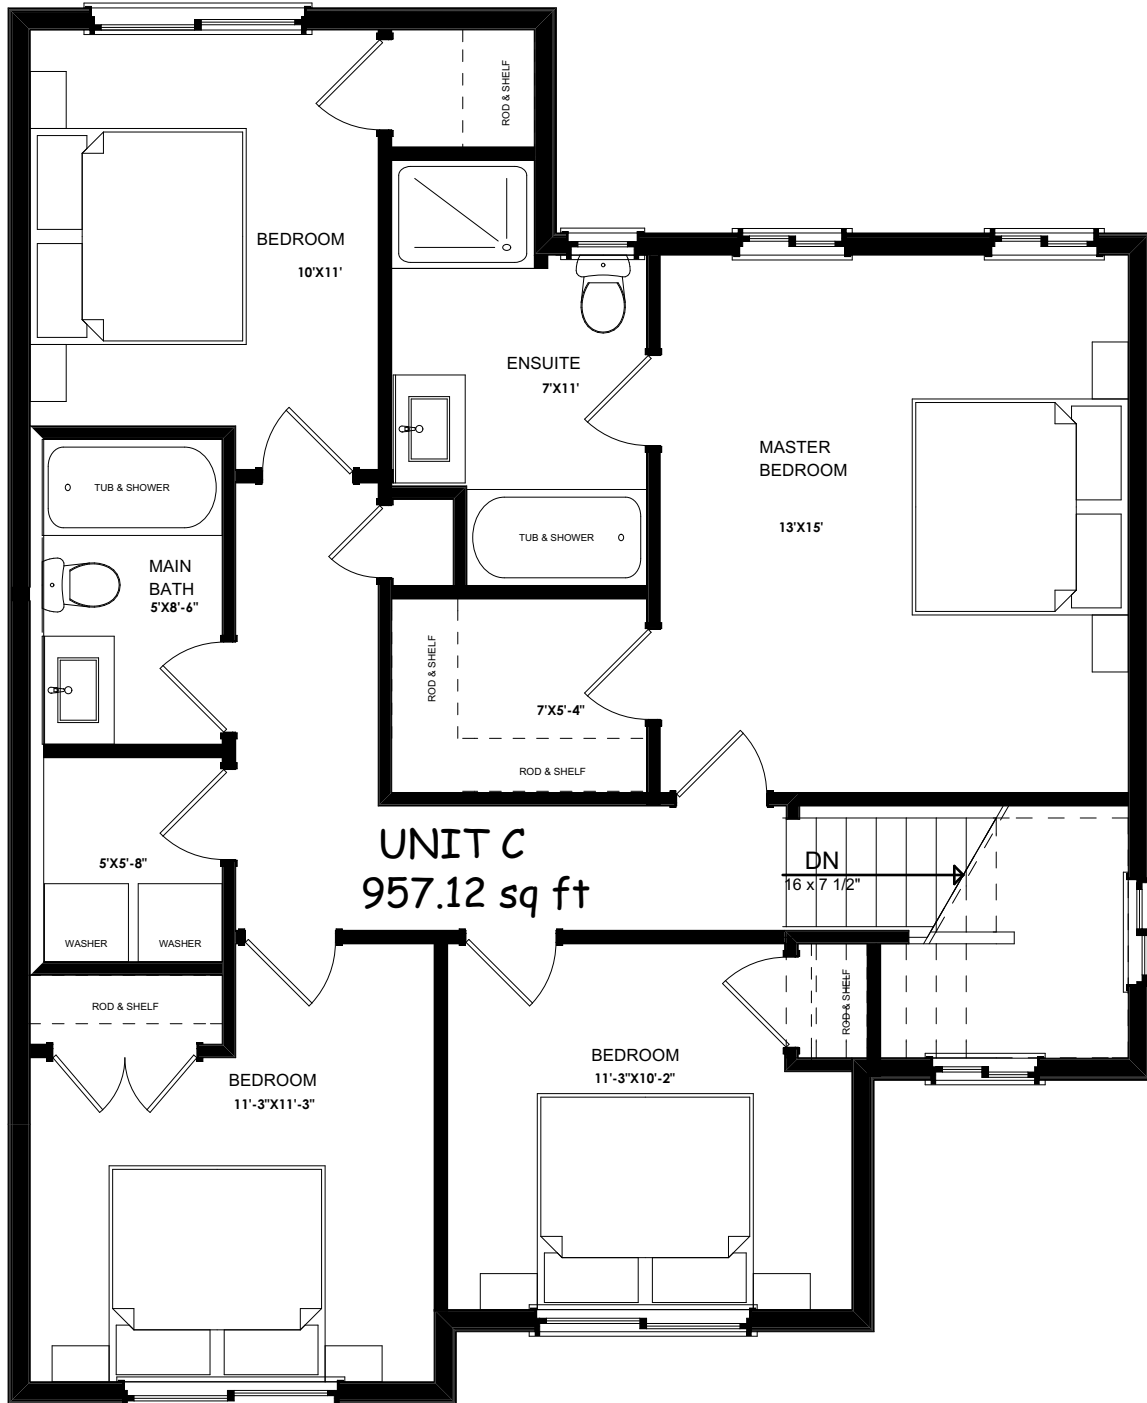 ROD & SHELF
BEDROOM
10'X11'
ENSUITE
7'X11'
MASTER
BEDROOM
13'X15'
TUB & SHOWER
TUB & SHOWER
MAIN
BATH
5'X8'-6"
ROD & SHELF
7'X5'-4"
ROD & SHELF
5'X5'-8"
WASHER
WASHER
UNIT C
957.12 sq ft
DN
16 x 7 1/2"
ROD & SHELF
ROD & SHELF
BEDROOM
11'-3"X11'-3"
BEDROOM
11'-3"X10'-2"